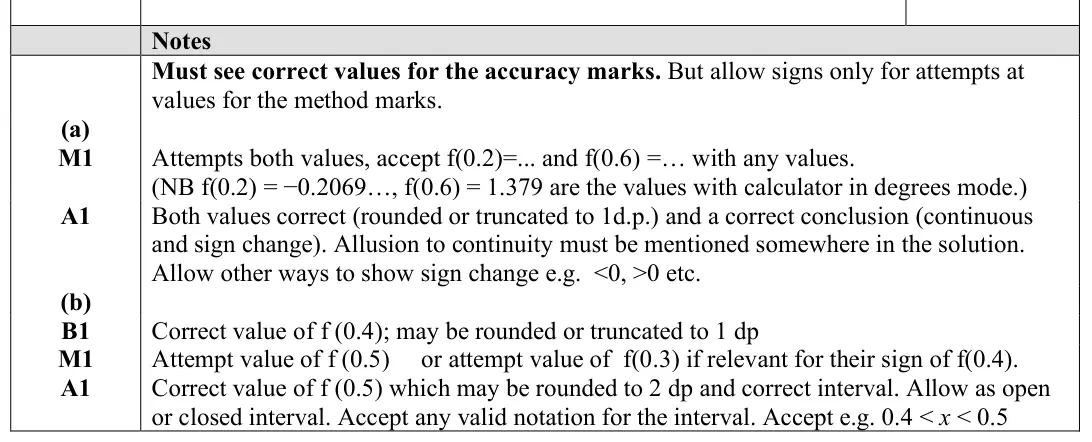 Notes
Must see correct values for the accuracy marks. But allow signs only for attempts at
values for the method marks.
(a)
M1 Attempts both values, accept f(0.2)=... and f(0.6) =… with any values.
(NB f(0.2) = −0.2069…, f(0.6) = 1.379 are the values with calculator in degrees mode.)
A1 Both values correct (rounded or truncated to 1d.p.) and a correct conclusion (continuous
and sign change). Allusion to continuity must be mentioned somewhere in the solution.
Allow other ways to show sign change e.g. <0, >0 etc.
(b)
B1 Correct value of f (0.4); may be rounded or truncated to 1 dp
M1 Attempt value of f (0.5) or attempt value of f(0.3) if relevant for their sign of f(0.4).
A1 Correct value of f (0.5) which may be rounded to 2 dp and correct interval. Allow as open
or closed interval. Accept any valid notation for the interval. Accept e.g. 0.4 < x < 0.5